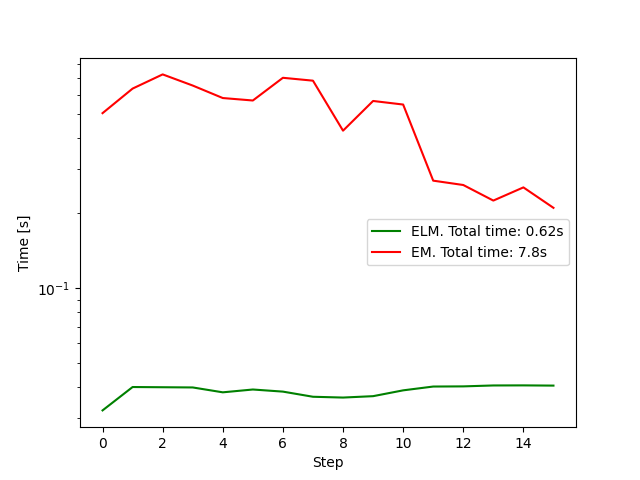 ELM. Total time: 0.62s
EM. Total time: 7.8s
Time [s]
10⁻¹
0 2 4 6 8 10 12 14
Step